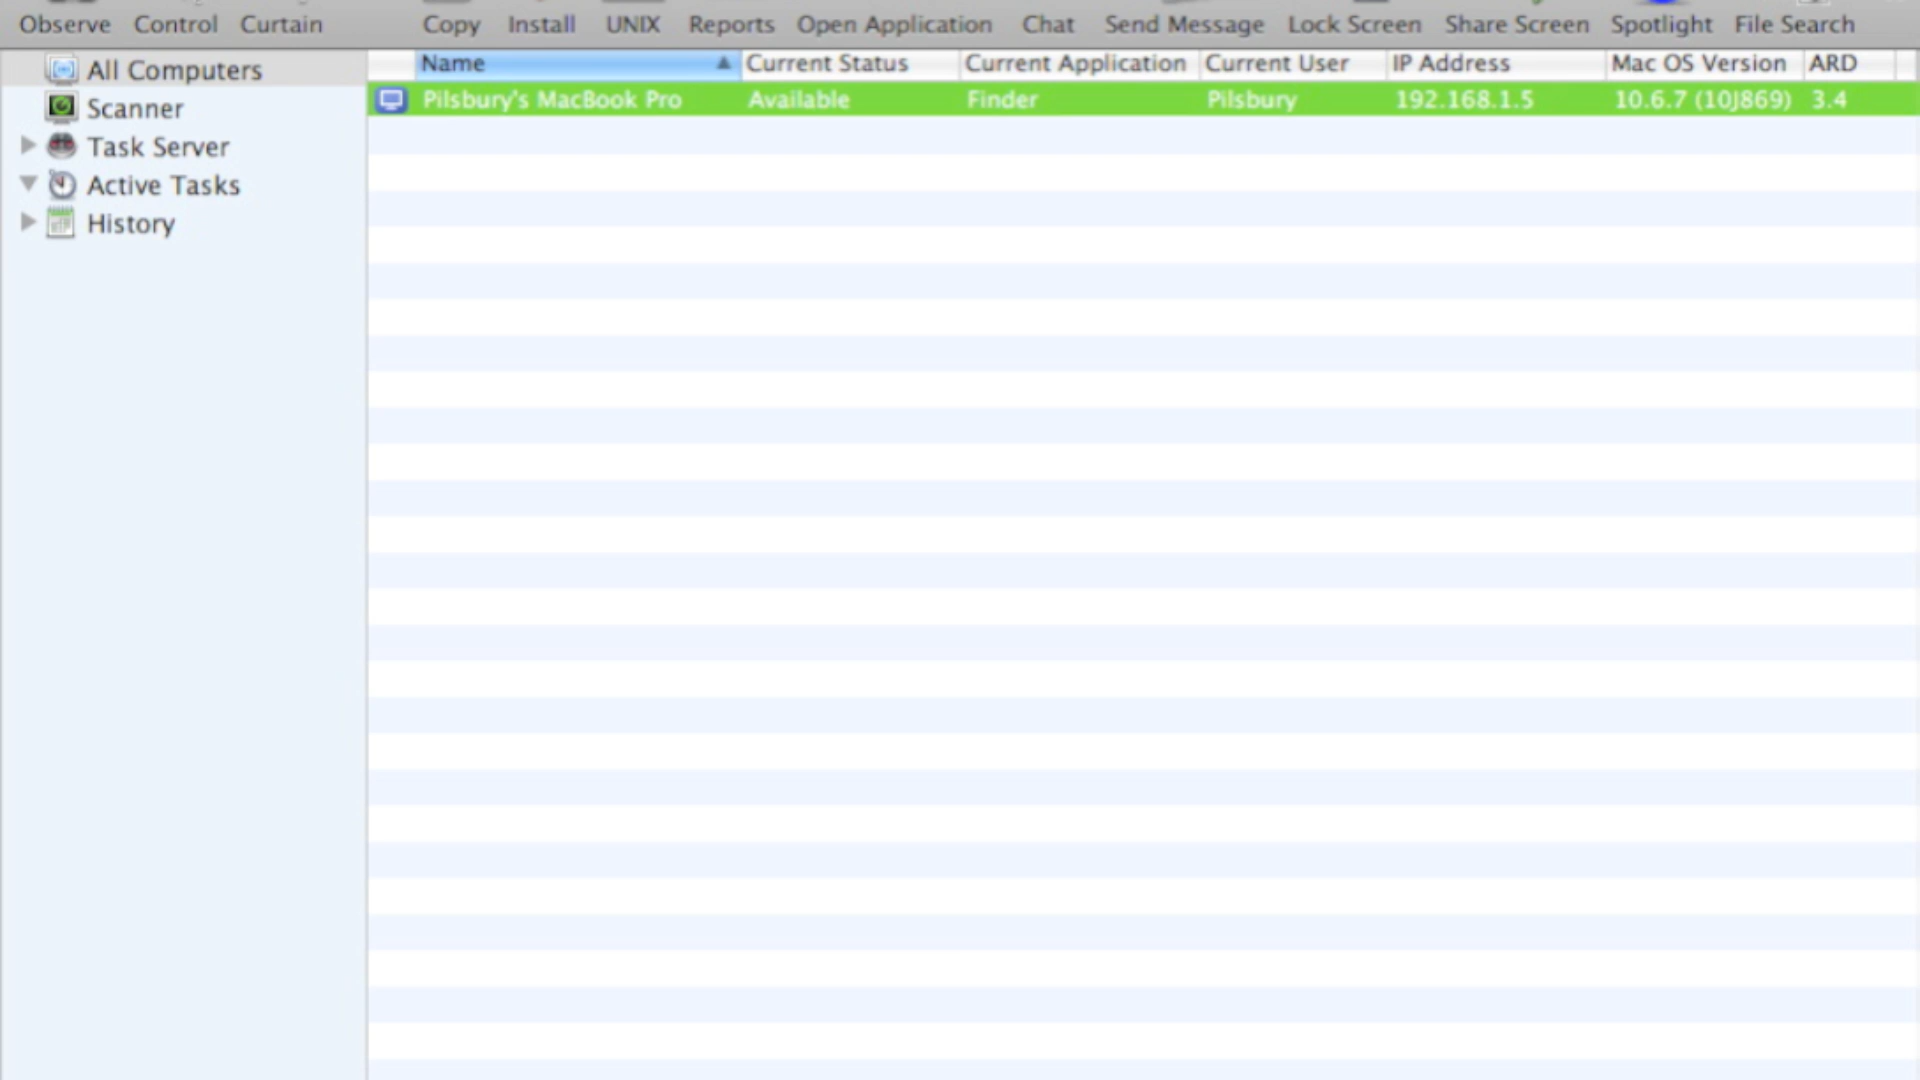 Observe Control Curtain Copy Install UNIX Reports Open Application Chat Send Message Lock Screen Share Screen Spotlight File Search
All Computers
Scanner
Task Server
Active Tasks
History
Name Current Status Current Application Current User IP Address Mac OS Version ARD
Pilsbury's MacBook Pro Available Finder Pilsbury 192.168.1.5 10.6.7 (10J869) 3.4